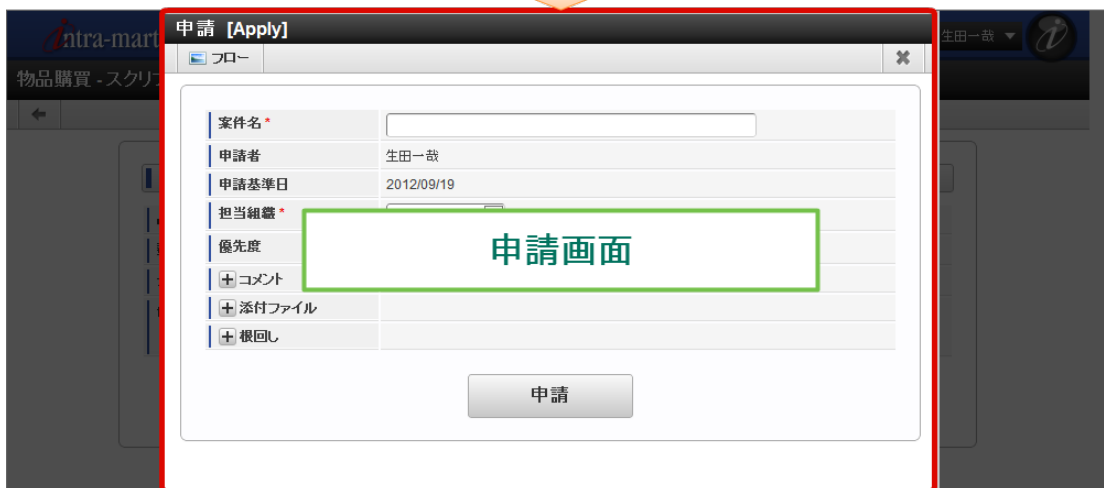 申請 [Apply]
intra-mart
生田一哉
フロー
物品購買 - スクリプ
案件名 *
申請者 生田一哉
申請基準日 2012/09/19
担当組織 *
優先度
申請画面
コメント
添付ファイル
根回し
申請